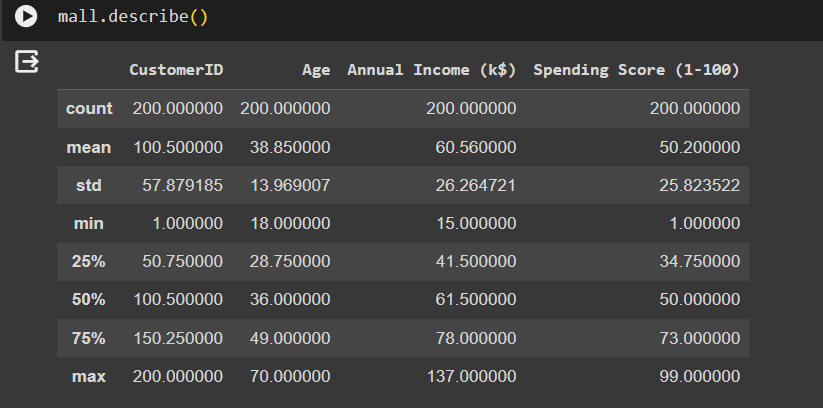 mall.describe()
CustomerID Age Annual Income (k$) Spending Score (1-100)
count 200.000000 200.000000 200.000000 200.000000
mean 100.500000 38.850000 60.560000 50.200000
std 57.879185 13.969007 26.264721 25.823522
min 1.000000 18.000000 15.000000 1.000000
25% 50.750000 28.750000 41.500000 34.750000
50% 100.500000 36.000000 61.500000 50.000000
75% 150.250000 49.000000 78.000000 73.000000
max 200.000000 70.000000 137.000000 99.000000